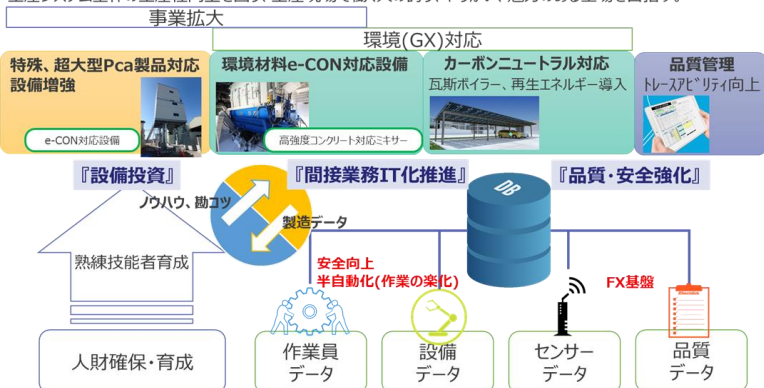 事業拡大
環境(GX)対応
特殊、超大型Pca製品対応
設備増強
e-CON対応設備
環境材料e-CON対応設備
高強度コンクリート対応ミキサー
カーボンニュートラル対応
瓦斯ボイラー、再生エネルギー導入
品質管理
トレースアビリティ向上
『設備投資』
『間接業務IT化推進』
『品質・安全強化』
ノウハウ、勘コツ
製造データ
DB
熟練技能者育成
安全向上
半自動化(作業の楽化)
FX基盤
人財確保・育成
作業員
データ
設備
データ
センサー
データ
品質
データ